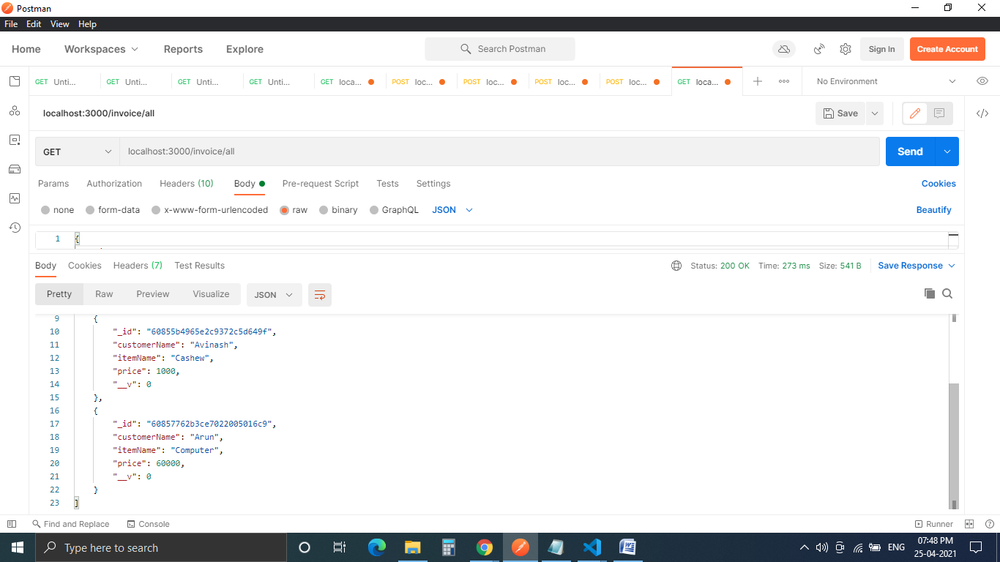 Postman
File Edit View Help
Home Workspaces Reports Explore Search Postman Sign In Create Account
GET Unti... GET Unti... GET Unti... GET Unti... GET loca... POST loc... POST loc... POST loc... POST loc... GET loca... No Environment
localhost:3000/invoice/all Save
GET localhost:3000/invoice/all Send
Params Authorization Headers (10) Body Pre-request Script Tests Settings Cookies
none form-data x-www-form-urlencoded raw binary GraphQL JSON Beautify
1 {
Body Cookies Headers (7) Test Results Status: 200 OK Time: 273 ms Size: 541 B Save Response
Pretty Raw Preview Visualize JSON
9 {
10 "_id": "60855b4965e2c9372c5d649f",
11 "customerName": "Avinash",
12 "itemName": "Cashew",
13 "price": 1000,
14 "__v": 0
15 },
16 {
17 "_id": "60857762b3ce7022005016c9",
18 "customerName": "Arun",
19 "itemName": "Computer",
20 "price": 60000,
21 "__v": 0
22 }
23 ]
Find and Replace Console Runner
Type here to search ENG 07:48 PM
25-04-2021